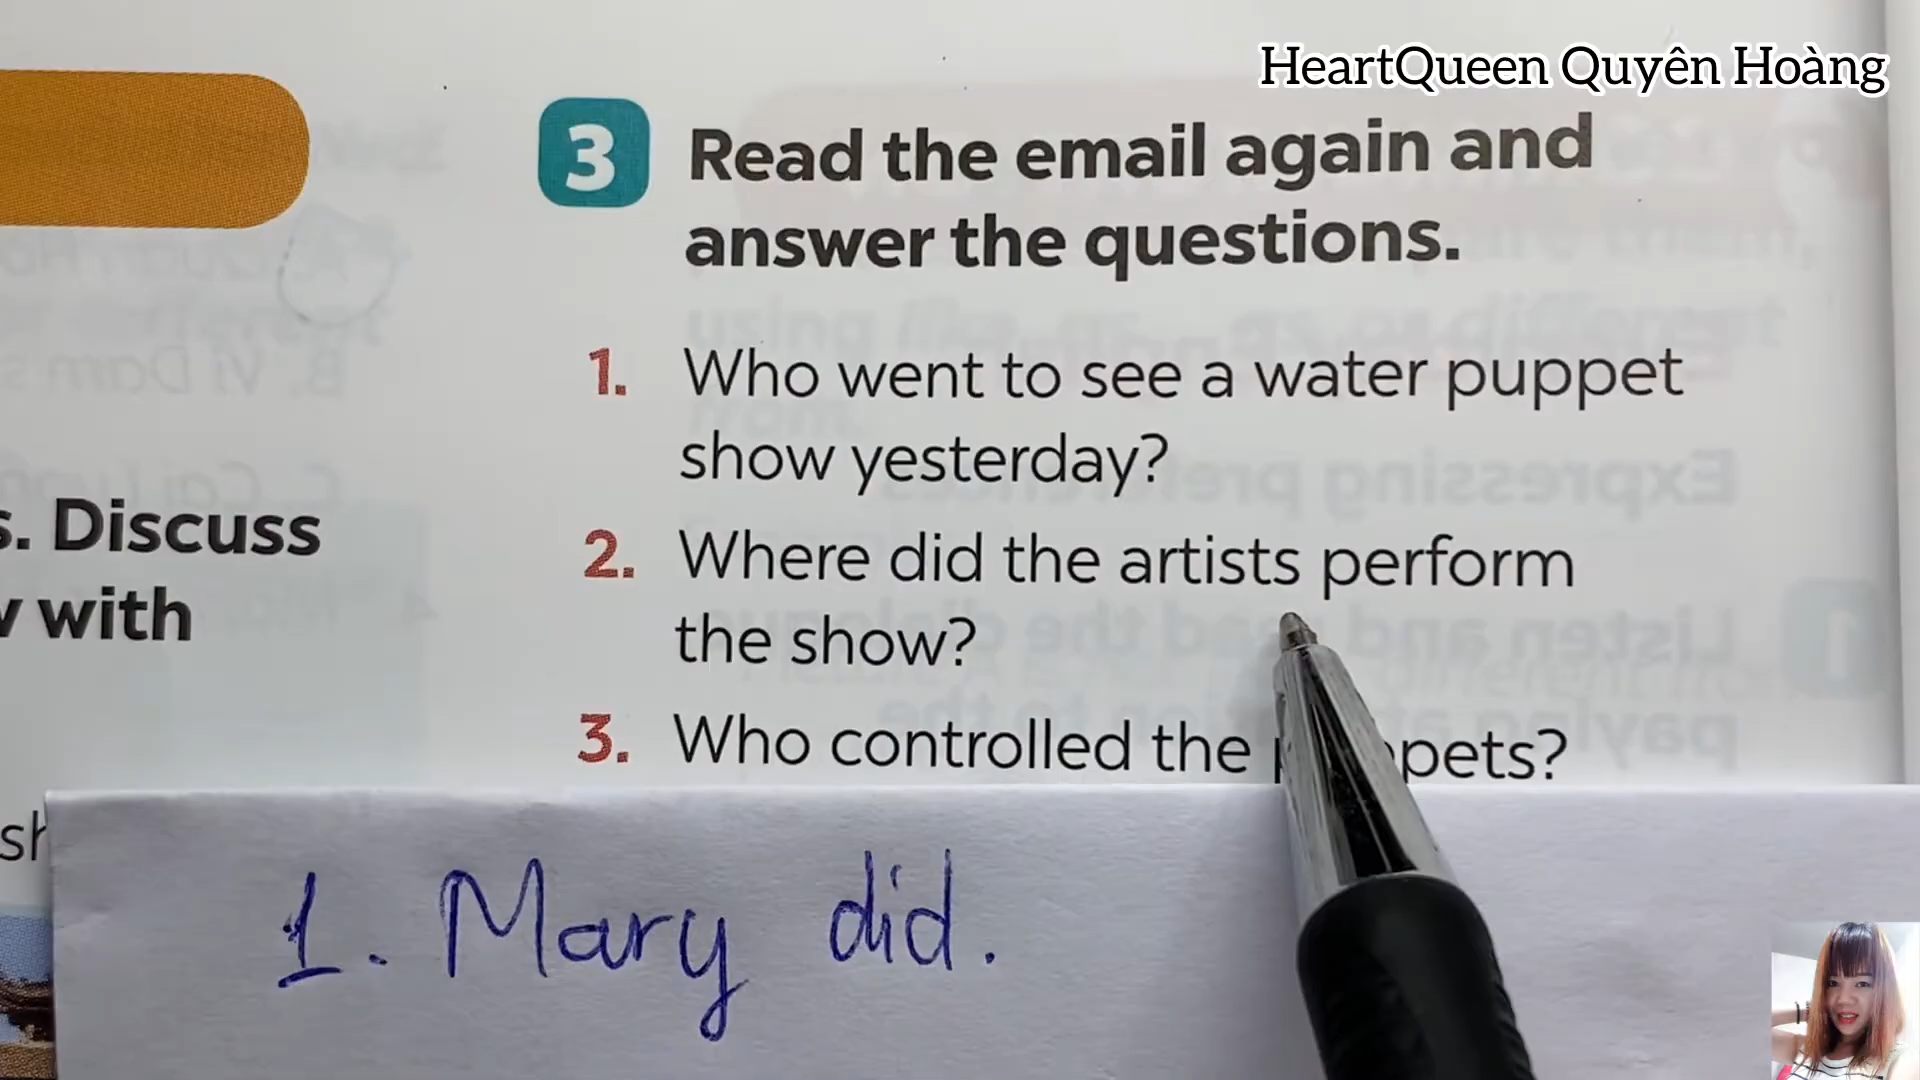 HeartQueen Quyên Hoàng
3 Read the email again and
answer the questions.
1. Who went to see a water puppet
show yesterday?
2. Where did the artists perform
the show?
3. Who controlled the puppets?
s. Discuss
with
sh
1. Mary did.